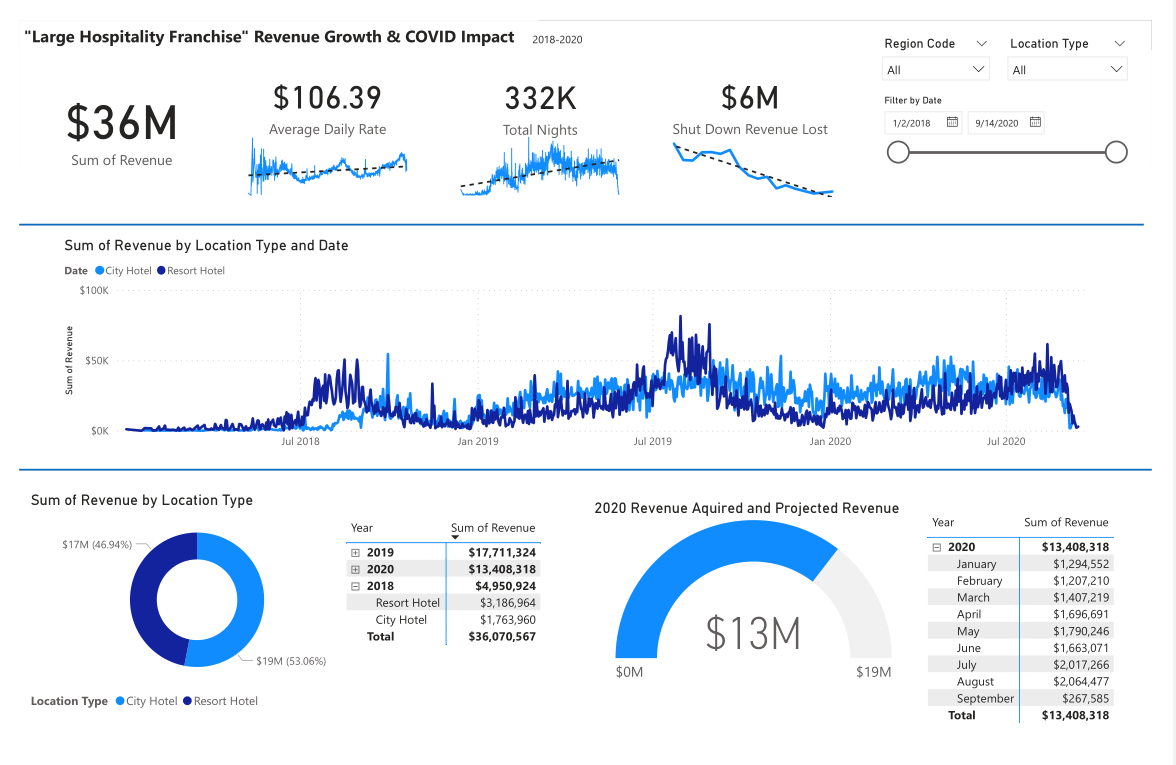 "Large Hospitality Franchise" Revenue Growth & COVID Impact 2018-2020
Region Code
All
Location Type
All
Filter by Date
1/2/2018 9/14/2020
$36M
Sum of Revenue
$106.39
Average Daily Rate
332K
Total Nights
$6M
Shut Down Revenue Lost
Sum of Revenue by Location Type and Date
Date City Hotel Resort Hotel
Sum of Revenue
$100K
$50K
$0K
Jul 2018 Jan 2019 Jul 2019 Jan 2020 Jul 2020
Sum of Revenue by Location Type
$17M (46.94%)
$19M (53.06%)
Location Type City Hotel Resort Hotel
Year Sum of Revenue
2019 $17,711,324
2020 $13,408,318
2018 $4,950,924
Resort Hotel $3,186,964
City Hotel $1,763,960
Total $36,070,567
2020 Revenue Aquired and Projected Revenue
$13M
$0M $19M
Year Sum of Revenue
2020 $13,408,318
January $1,294,552
February $1,207,210
March $1,407,219
April $1,696,691
May $1,790,246
June $1,663,071
July $2,017,266
August $2,064,477
September $267,585
Total $13,408,318